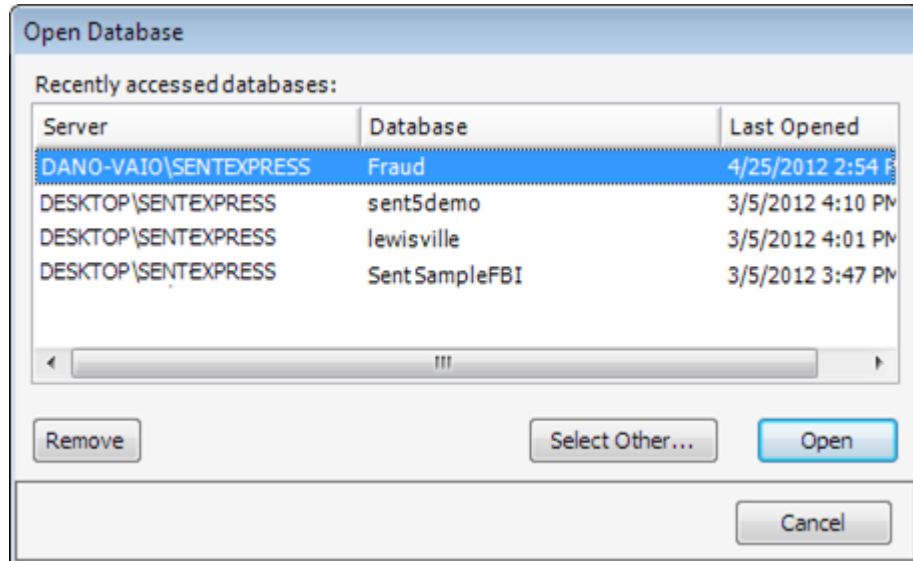 Open Database
Recently accessed databases:
Server Database Last Opened
DANO-VAIO\SENTEXPRESS Fraud 4/25/2012 2:54 P
DESKTOP\SENTEXPRESS sent5demo 3/5/2012 4:10 PM
DESKTOP\SENTEXPRESS lewisville 3/5/2012 4:01 PM
DESKTOP\SENTEXPRESS SentSampleFBI 3/5/2012 3:47 PM
Remove Select Other... Open
Cancel